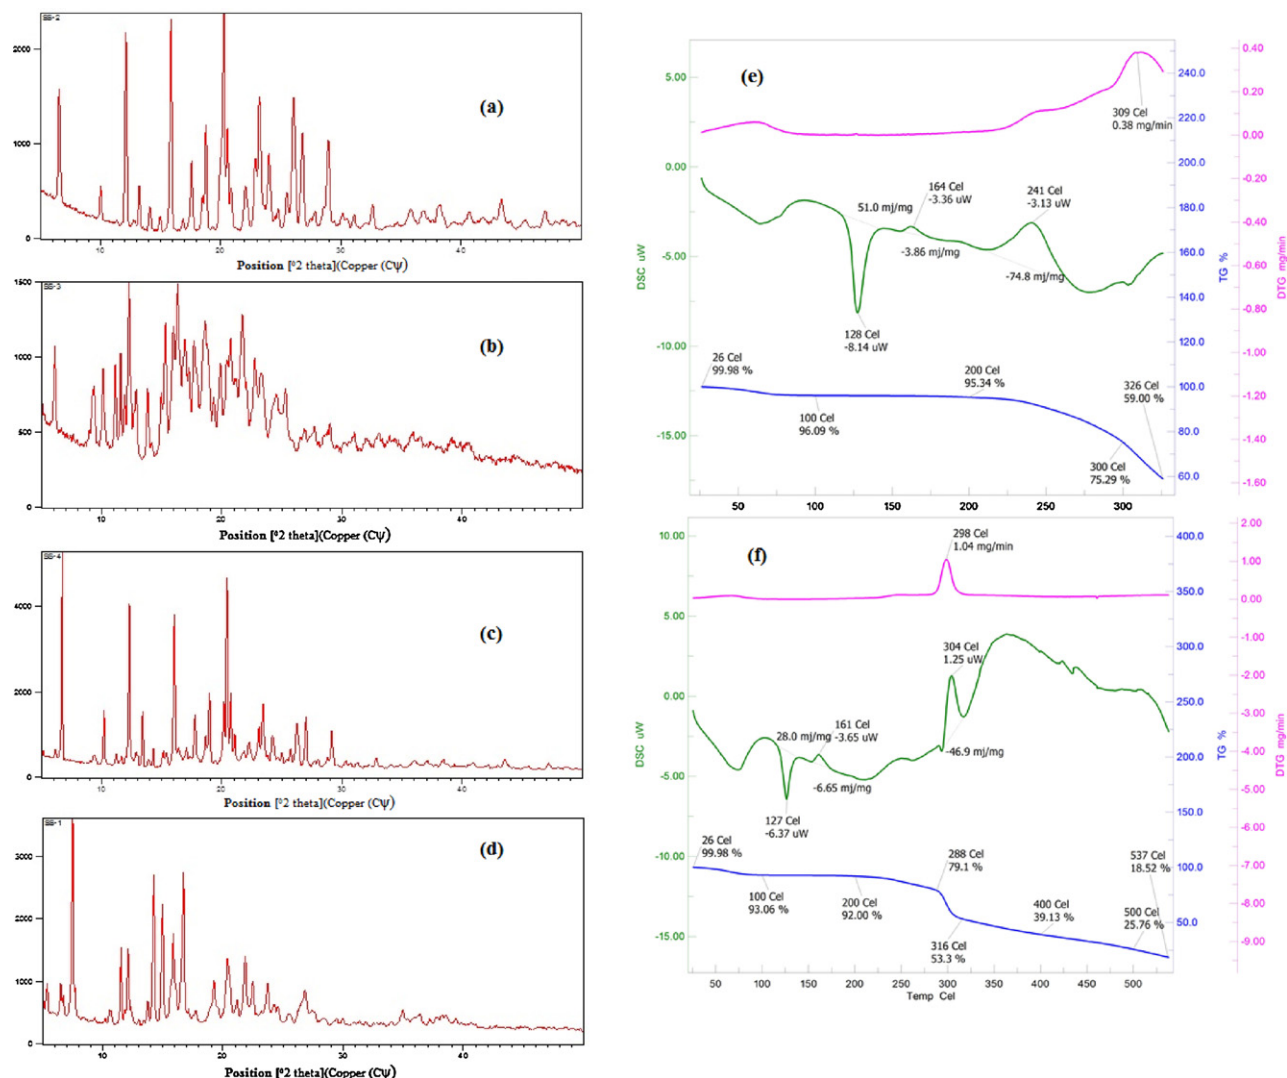 SS-2
(a)
2000
1000
0
10
20
30
40
Position [º2 theta](Copper (Cψ)
SS-3
(b)
1500
1000
500
0
10
20
30
40
Position [º2 theta](Copper (Cψ)
SS-4
(c)
4000
2000
0
10
20
30
40
Position [º2 theta](Copper (Cψ)
SS-1
(d)
3000
2000
1000
0
10
20
30
40
Position [º2 theta](Copper (Cψ)
(e)
5.00
0.00
-5.00
-10.00
-15.00
DSC uW
240.0
220.0
200.0
180.0
160.0
140.0
120.0
100.0
80.0
60.0
TG %
0.40
0.20
0.00
-0.20
-0.40
-0.60
-0.80
-1.00
-1.20
-1.40
-1.60
DTG mg/min
309 Cel
0.38 mg/min
164 Cel
-3.36 uW
241 Cel
-3.13 uW
51.0 mj/mg
-3.86 mj/mg
-74.8 mj/mg
128 Cel
-8.14 uW
26 Cel
99.98 %
200 Cel
95.34 %
326 Cel
59.00 %
100 Cel
96.09 %
300 Cel
75.29 %
50
100
150
200
250
300
(f)
10.00
5.00
0.00
-5.00
-10.00
-15.00
DSC uW
400.0
350.0
300.0
250.0
200.0
150.0
100.0
50.0
TG %
2.00
1.00
0.00
-1.00
-2.00
-3.00
-4.00
-5.00
-6.00
-7.00
-8.00
-9.00
DTG mg/min
298 Cel
1.04 mg/min
304 Cel
1.25 uW
161 Cel
-3.65 uW
28.0 mj/mg
-46.9 mj/mg
-6.65 mj/mg
127 Cel
-6.37 uW
26 Cel
99.98 %
288 Cel
79.1 %
537 Cel
18.52 %
100 Cel
93.06 %
200 Cel
92.00 %
400 Cel
39.13 %
500 Cel
25.76 %
316 Cel
53.3 %
50
100
150
200
250
300
350
400
450
500
Temp Cel